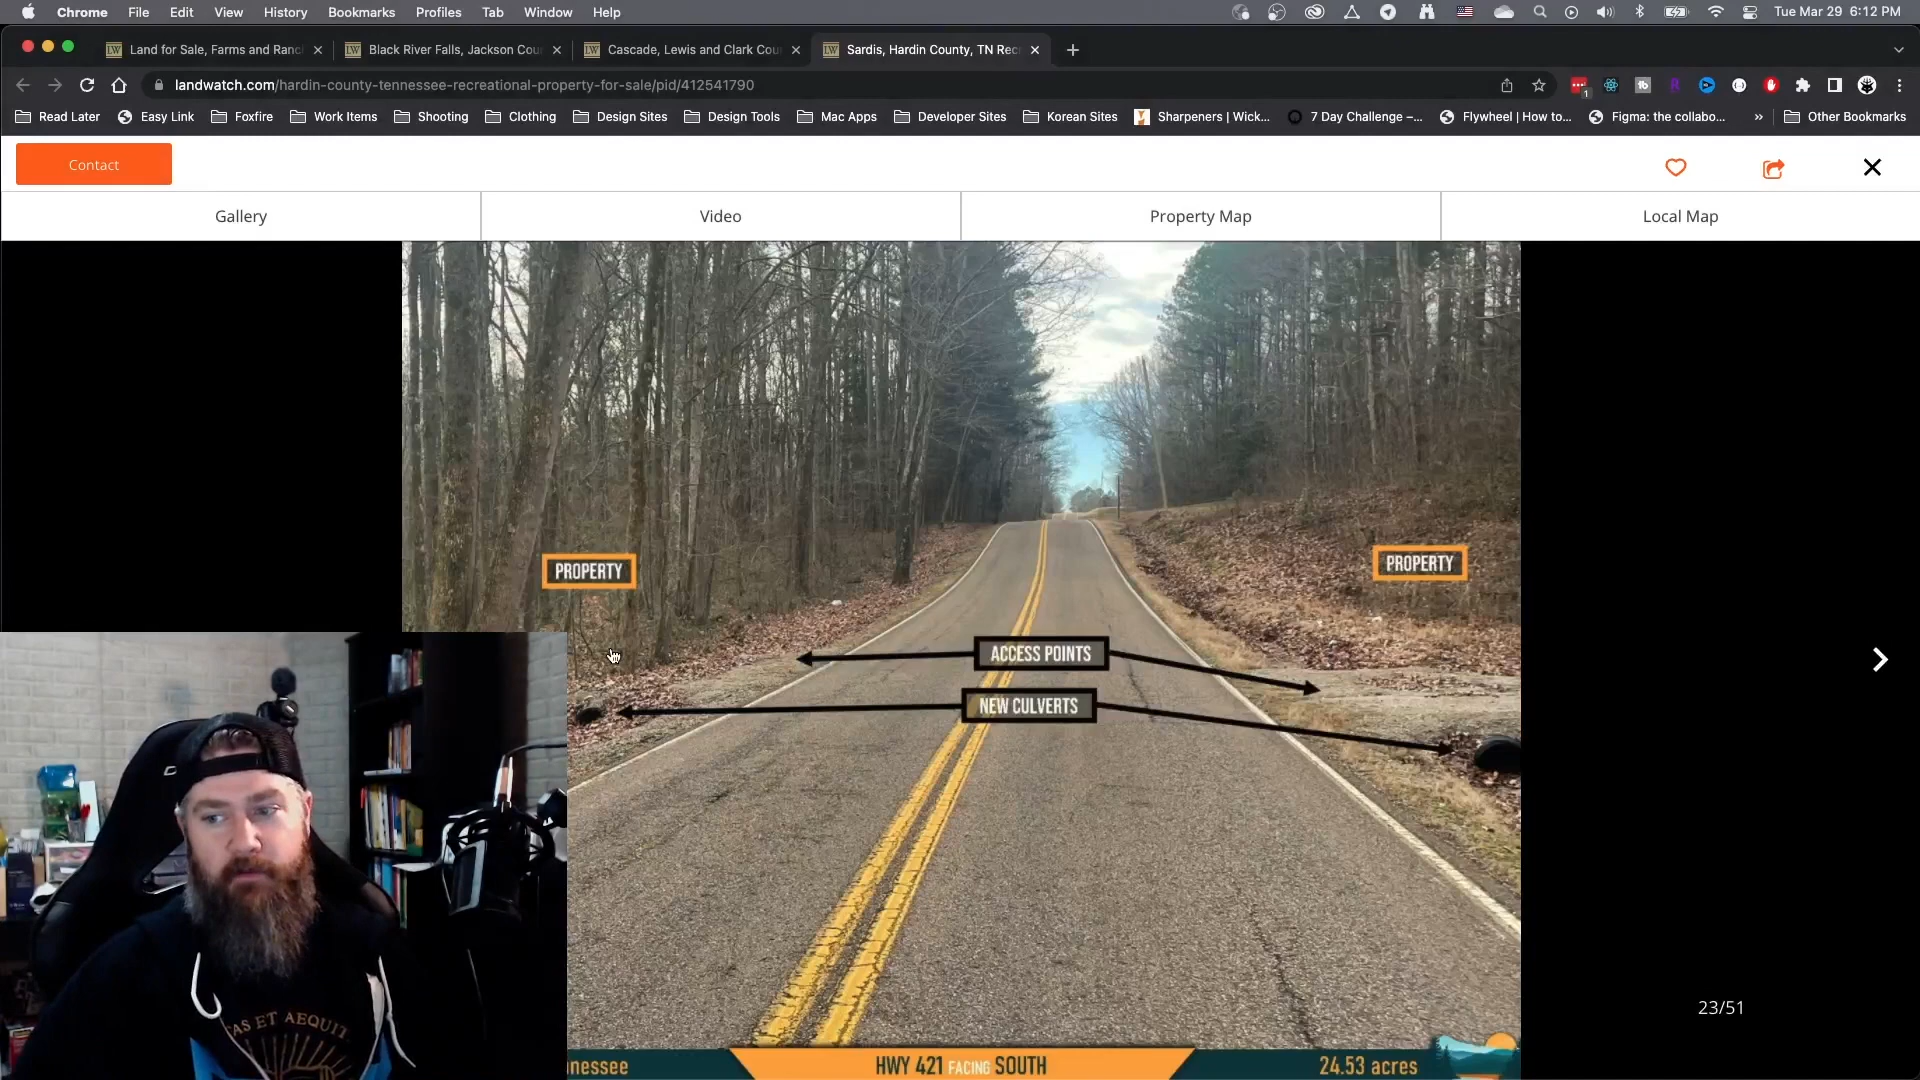 Chrome File Edit View History Bookmarks Profiles Tab Window Help Tue Mar 29 6:12 PM
Land for Sale, Farms and Ranc Black River Falls, Jackson Cou Cascade, Lewis and Clark Cou Sardis, Hardin County, TN Rec
landwatch.com/hardin-county-tennessee-recreational-property-for-sale/pid/412541790
Read Later Easy Link Foxfire Work Items Shooting Clothing Design Sites Design Tools Mac Apps Developer Sites Korean Sites Sharpeners | Wick... 7 Day Challenge –... Flywheel | How to... Figma: the collabo... » Other Bookmarks
Contact
Gallery Video Property Map Local Map
PROPERTY PROPERTY
ACCESS POINTS
NEW CULVERTS
23/51
AS ET AEQUIT
nessee HWY 421 FACING SOUTH 24.53 acres